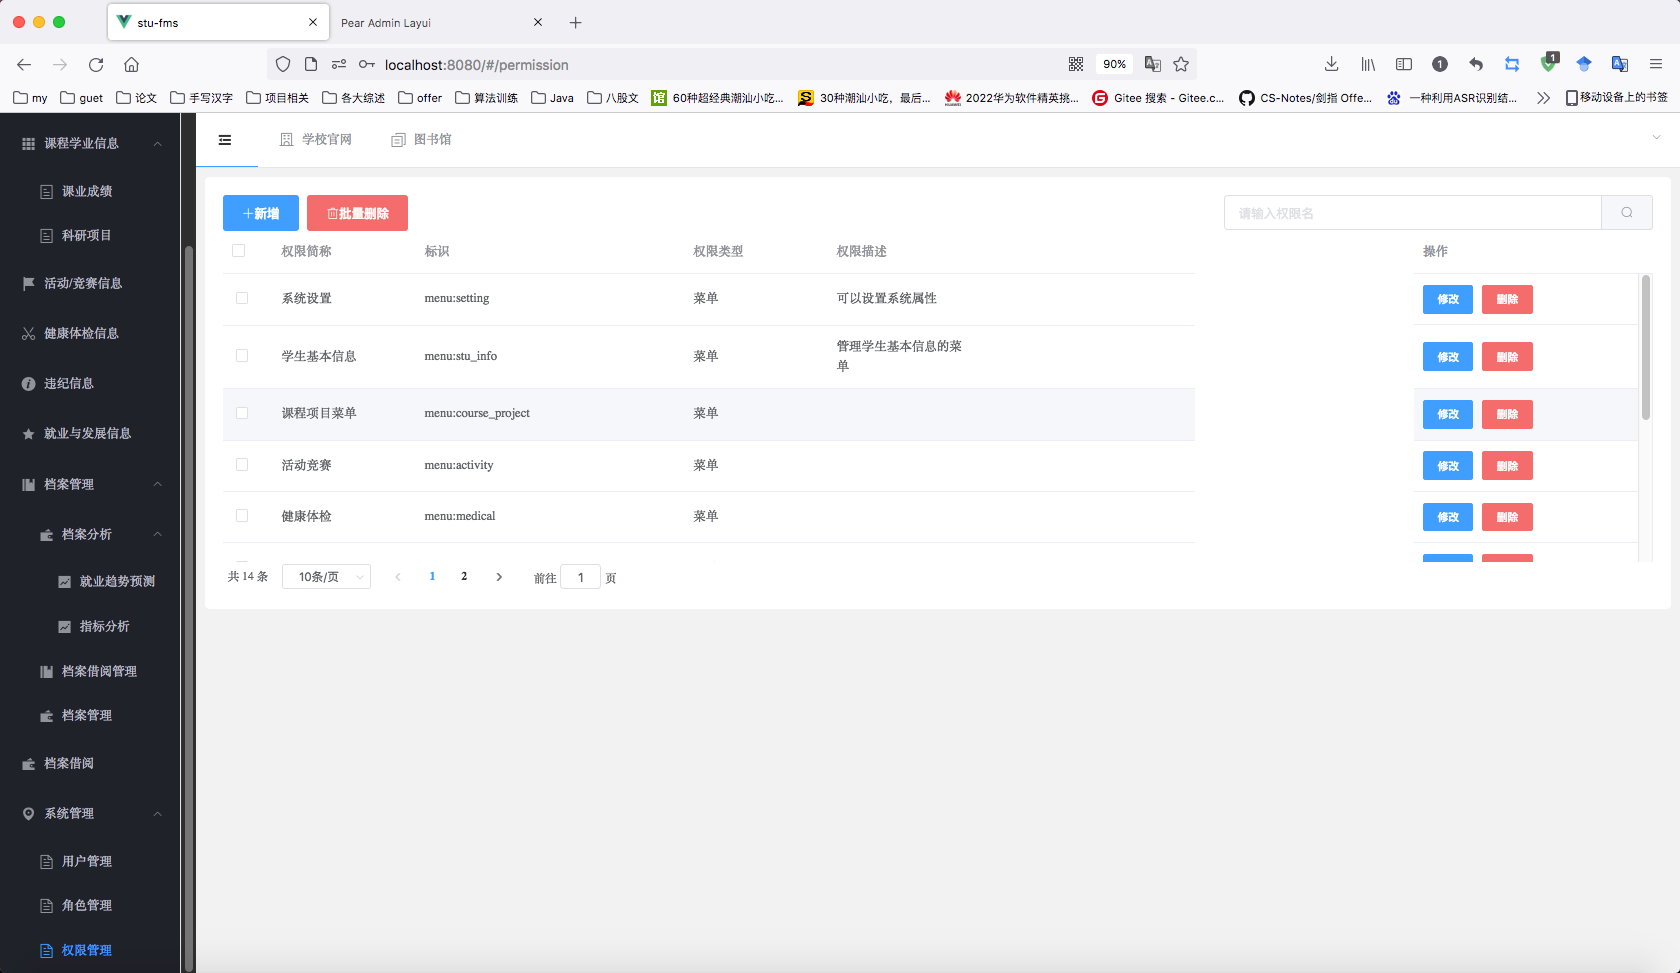 stu-fms
Pear Admin Layui
localhost:8080/#/permission
90%
1
1
my
guet
论文
手写汉字
项目相关
各大综述
offer
算法训练
Java
八股文
馆 60种超经典潮汕小吃...
30种潮汕小吃，最后...
HUAWEI 2022华为软件精英挑...
G Gitee 搜索 - Gitee.c...
CS-Notes/剑指 Offe...
一种利用ASR识别结...
移动设备上的书签
课程学业信息
课业成绩
科研项目
活动/竞赛信息
健康体检信息
违纪信息
就业与发展信息
档案管理
档案分析
就业趋势预测
指标分析
档案借阅管理
档案管理
档案借阅
系统管理
用户管理
角色管理
权限管理
学校官网
图书馆
新增
批量删除
请输入权限名
权限简称 标识 权限类型 权限描述 操作
系统设置 menu:setting 菜单 可以设置系统属性 修改 删除
学生基本信息 menu:stu_info 菜单 管理学生基本信息的菜
单 修改 删除
课程项目菜单 menu:course_project 菜单 修改 删除
活动竞赛 menu:activity 菜单 修改 删除
健康体检 menu:medical 菜单 修改 删除
共 14 条 10条/页 1 2 前往 1 页